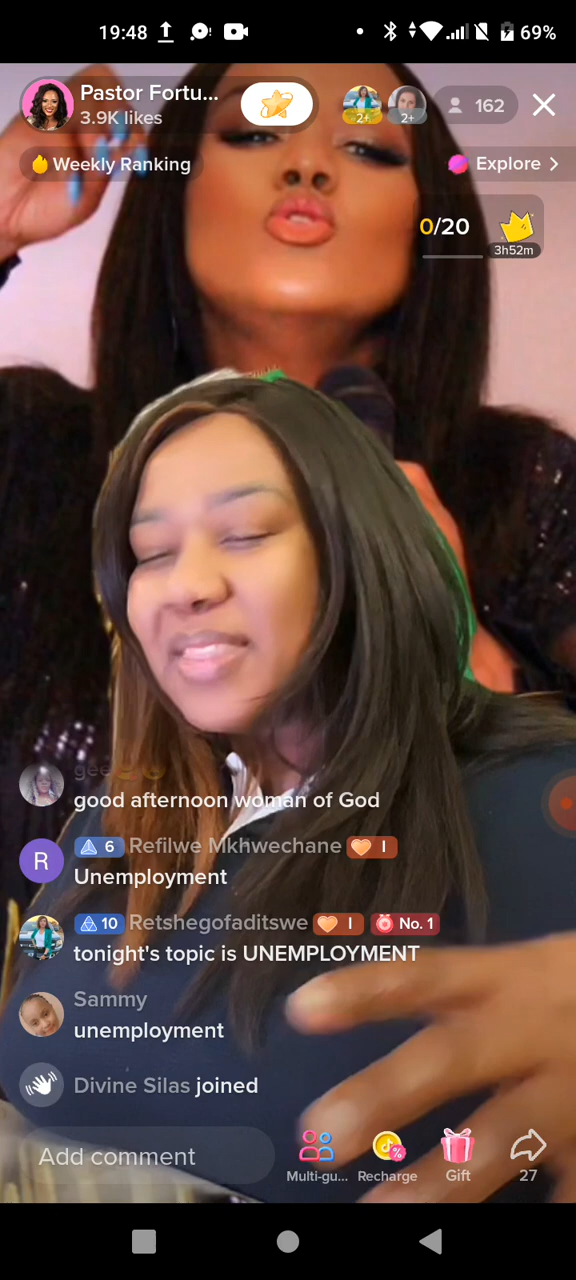 19:48
69%
Pastor Fortu...
3.9K likes
2+
2+
162
Weekly Ranking
Explore >
0/20
3h52m
gee
good afternoon woman of God
R
6 Refilwe Mkhwechane I
Unemployment
10 Retshegofaditswe I No. 1
tonight's topic is UNEMPLOYMENT
Sammy
unemployment
Divine Silas joined
Add comment
Multi-gu...
Recharge
Gift
27